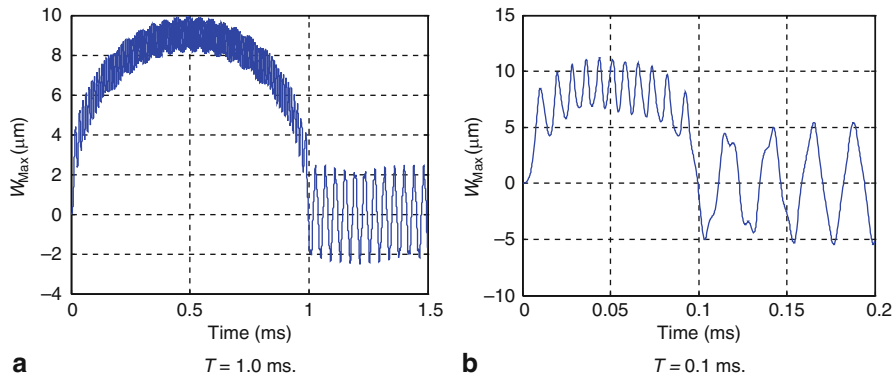 10
8
6
4
2
0
−2
−4
W_Max (μm)
0
0.5
1
1.5
Time (ms)
a
T = 1.0 ms.
15
10
5
0
−5
−10
W_Max (μm)
0
0.05
0.1
0.15
0.2
Time (ms)
b
T = 0.1 ms.